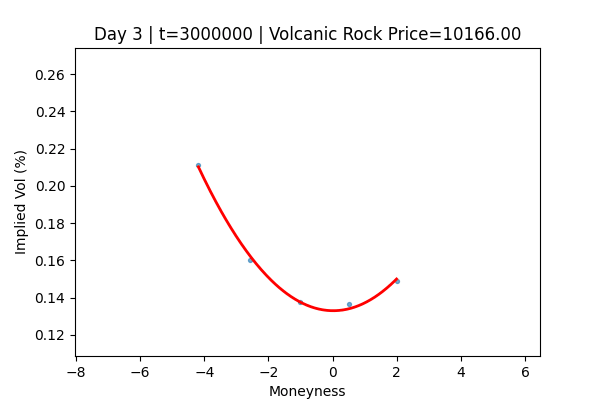 Day 3 | t=3000000 | Volcanic Rock Price=10166.00
Implied Vol (%)
0.26
0.24
0.22
0.20
0.18
0.16
0.14
0.12
−8 −6 −4 −2 0 2 4 6
Moneyness